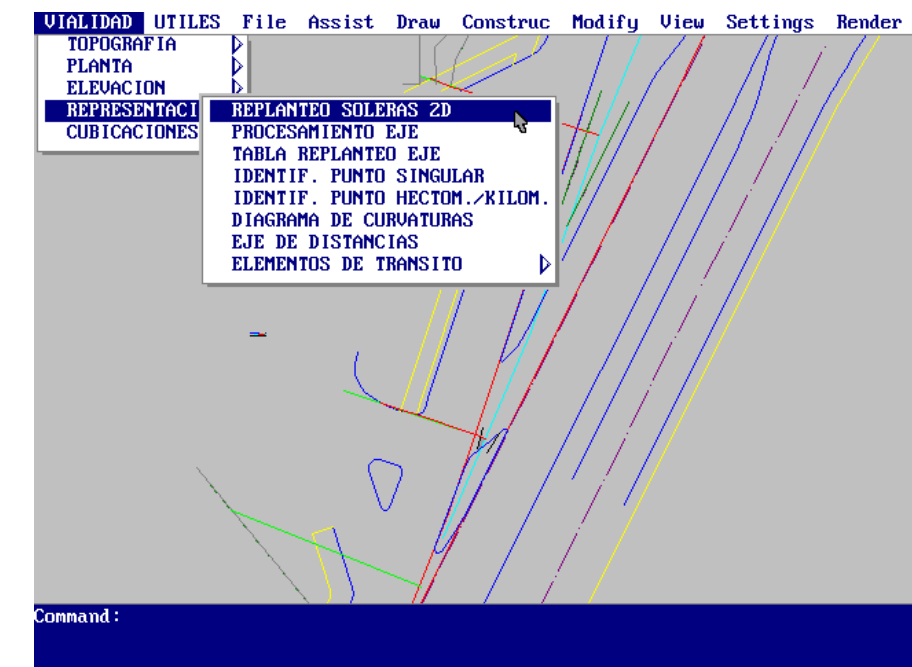 VIALIDAD UTILES File Assist Draw Construc Modify View Settings Render
TOPOGRAFIA
PLANTA
ELEVACION
REPRESENTACI
CUBICACIONES
REPLANTEO SOLERAS 2D
PROCESAMIENTO EJE
TABLA REPLANTEO EJE
IDENTIF. PUNTO SINGULAR
IDENTIF. PUNTO HECTOM./KILOM.
DIAGRAMA DE CURVATURAS
EJE DE DISTANCIAS
ELEMENTOS DE TRANSITO
Command: